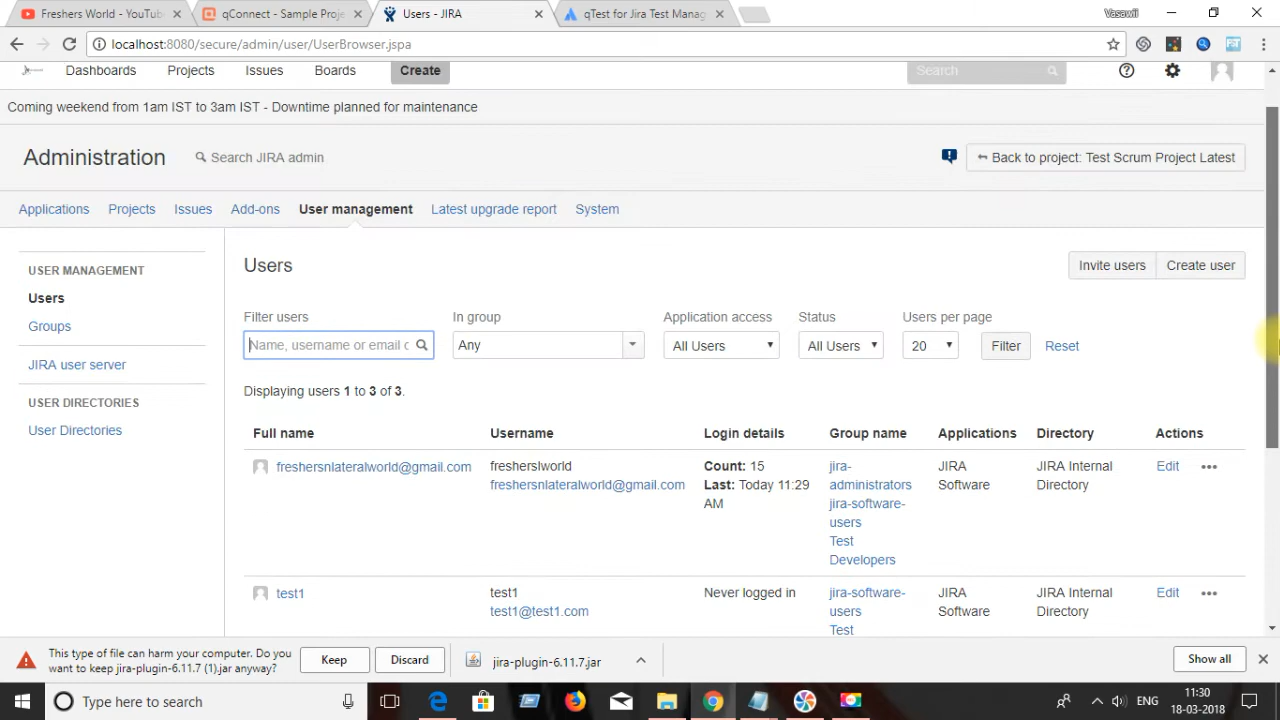 Freshers World - YouTub
qConnect - Sample Proje
Users - JIRA
qTest for Jira Test Manag
Vasawii
localhost:8080/secure/admin/user/UserBrowser.jspa
Dashboards Projects Issues Boards Create Search
Coming weekend from 1am IST to 3am IST - Downtime planned for maintenance
Administration Search JIRA admin Back to project: Test Scrum Project Latest
Applications Projects Issues Add-ons User management Latest upgrade report System
USER MANAGEMENT
Users
Groups
JIRA user server
USER DIRECTORIES
User Directories
Users Invite users Create user
Filter users In group Application access Status Users per page
Name, username or email c Any All Users All Users 20 Filter Reset
Displaying users 1 to 3 of 3.
Full name Username Login details Group name Applications Directory Actions
freshersnlateralworld@gmail.com
fresherslworld
freshersnlateralworld@gmail.com
Count: 15
Last: Today 11:29
AM
jira-
administrators
jira-software-
users
Test
Developers
JIRA
Software
JIRA Internal
Directory
Edit
test1
test1
test1@test1.com
Never logged in
jira-software-
users
Test
JIRA
Software
JIRA Internal
Directory
Edit
This type of file can harm your computer. Do you
want to keep jira-plugin-6.11.7 (1).jar anyway?
Keep Discard jira-plugin-6.11.7.jar Show all
Type here to search
ENG
11:30
18-03-2018